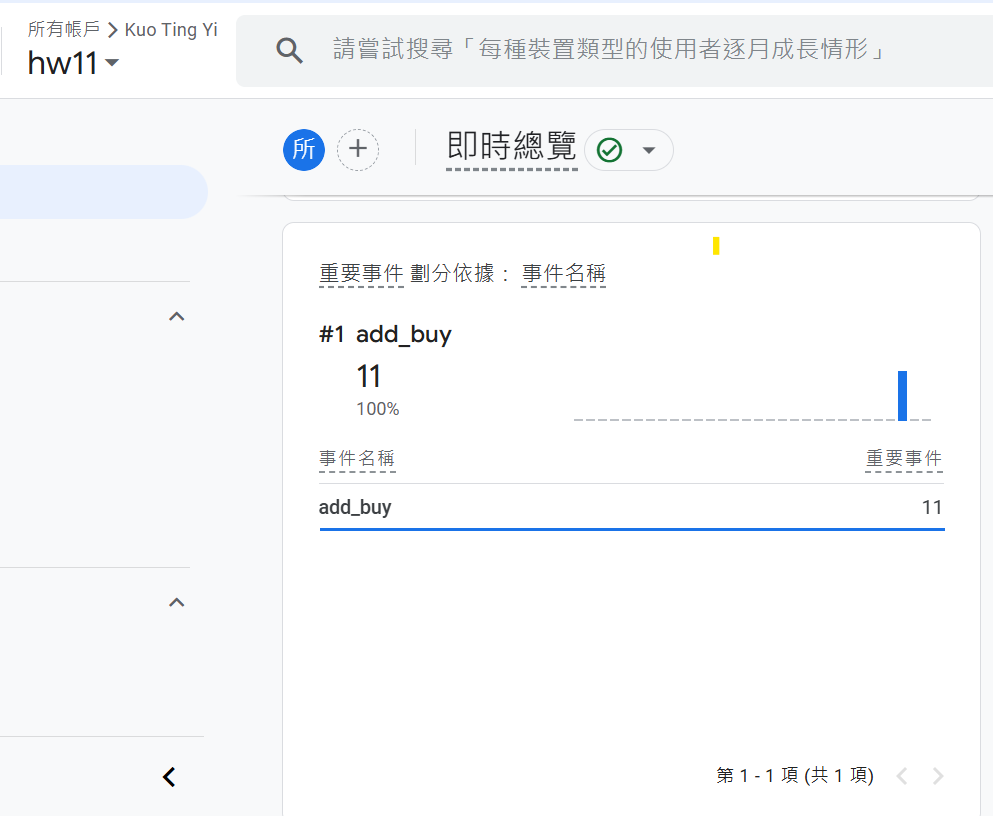 所有帳戶 > Kuo Ting Yi
hw11
請嘗試搜尋「每種裝置類型的使用者逐月成長情形」
所
即時總覽
重要事件 劃分依據： 事件名稱
#1 add_buy
11
100%
事件名稱 重要事件
add_buy 11
第 1 - 1 項 (共 1 項)